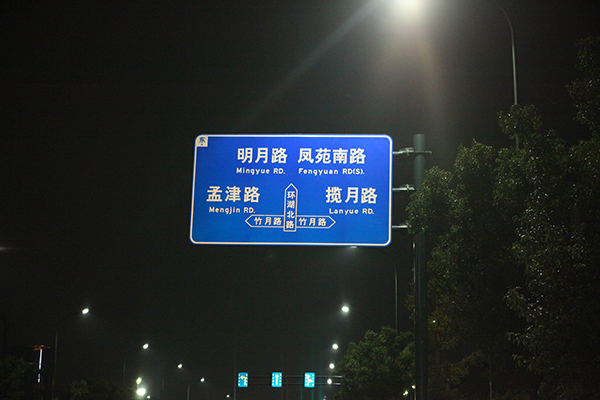 东
明月路 凤苑南路
Mingyue RD. Fengyuan RD(S).
孟津路 揽月路
Mengjin RD. Lanyue RD.
环湖北路
竹月路 竹月路